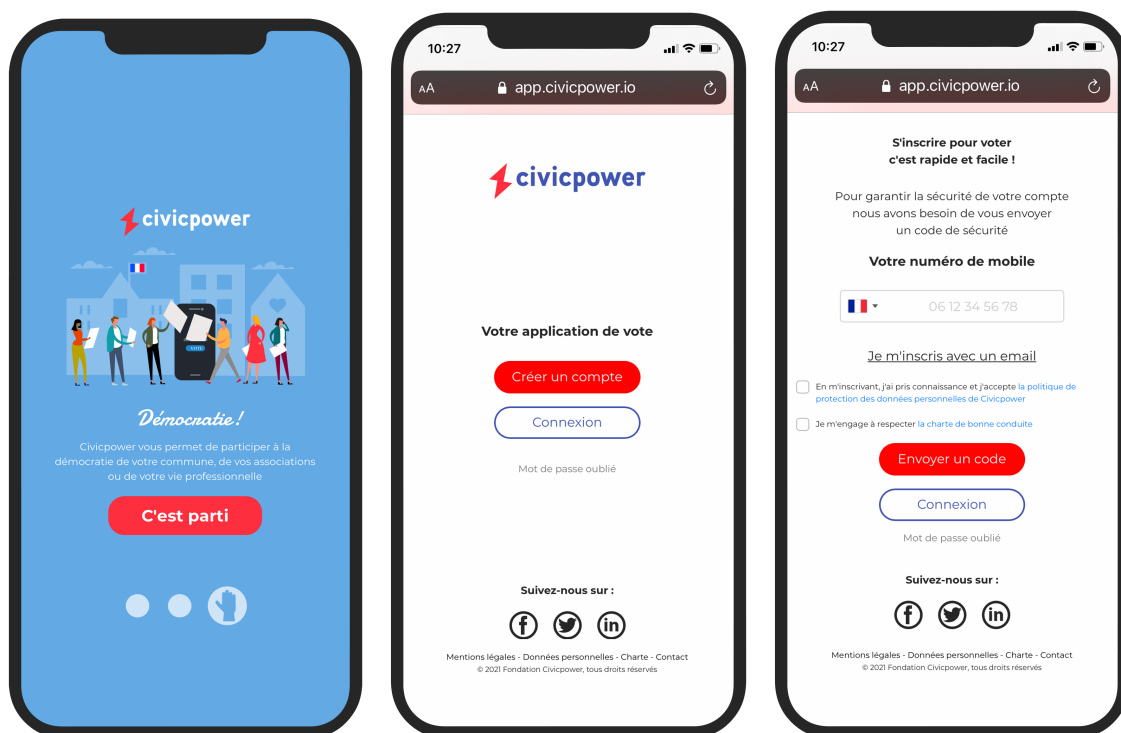 civicpower
VOTE
Démocratie!
Civicpower vous permet de participer à la
démocratie de votre commune, de vos associations
ou de votre vie professionnelle
C'est parti
10:27
AA app.civicpower.io
civicpower
Votre application de vote
Créer un compte
Connexion
Mot de passe oublié
Suivez-nous sur :
Mentions légales - Données personnelles - Charte - Contact
© 2021 Fondation Civicpower, tous droits réservés
10:27
AA app.civicpower.io
S'inscrire pour voter
c'est rapide et facile !
Pour garantir la sécurité de votre compte
nous avons besoin de vous envoyer
un code de sécurité
Votre numéro de mobile
06 12 34 56 78
Je m'inscris avec un email
En m'inscrivant, j'ai pris connaissance et j'accepte la politique de
protection des données personnelles de Civicpower
Je m'engage à respecter la charte de bonne conduite
Envoyer un code
Connexion
Mot de passe oublié
Suivez-nous sur :
Mentions légales - Données personnelles - Charte - Contact
© 2021 Fondation Civicpower, tous droits réservés